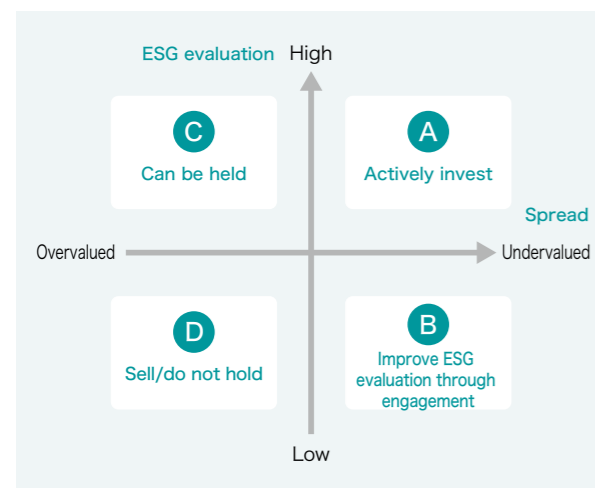 ESG evaluation High
C
Can be held
A
Actively invest
Spread
Overvalued
Undervalued
D
Sell/do not hold
B
Improve ESG
evaluation through
engagement
Low